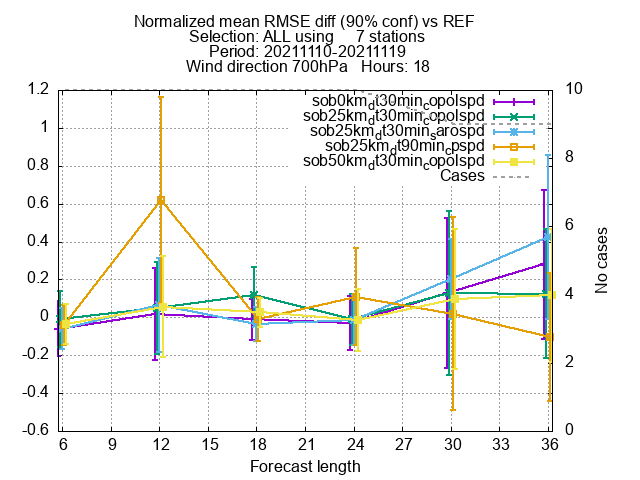 Normalized mean RMSE diff (90% conf) vs REF
Selection: ALL using 7 stations
Period: 20211110-20211119
Wind direction 700hPa Hours: 18
1.2
1
0.8
0.6
0.4
0.2
0
-0.2
-0.4
-0.6
10
8
6
4
2
0
No cases
sob0km_dt30min_copolspd
sob25km_dt30min_copolspd
sob25km_dt30min_sarospd
sob25km_dt90min_cpspd
sob50km_dt30min_copolspd
Cases
6 9 12 15 18 21 24 27 30 33 36
Forecast length